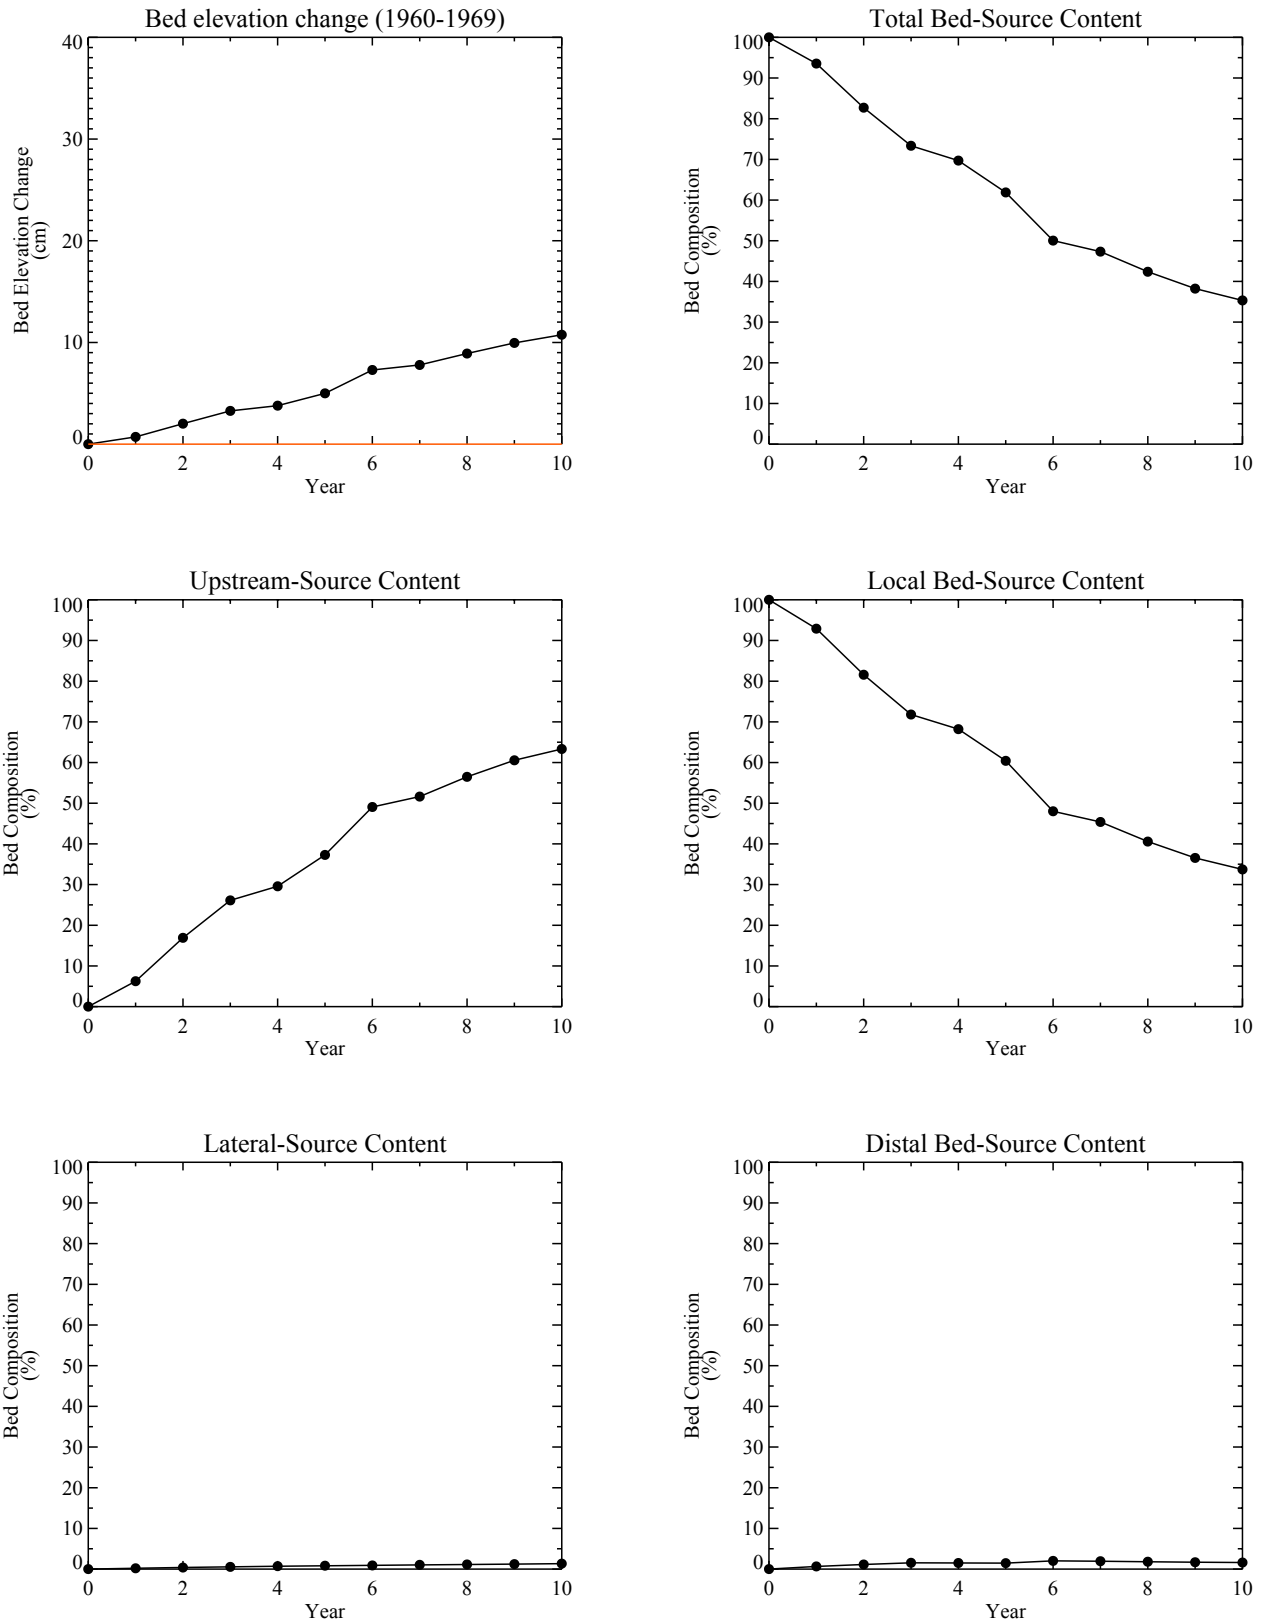 Bed elevation change (1960-1969)
40
30
20
10
0
Bed Elevation Change
(cm)
0 2 4 6 8 10
Year
Total Bed-Source Content
100
90
80
70
60
50
40
30
20
10
0
Bed Composition
(%)
0 2 4 6 8 10
Year
Upstream-Source Content
100
90
80
70
60
50
40
30
20
10
0
Bed Composition
(%)
0 2 4 6 8 10
Year
Local Bed-Source Content
100
90
80
70
60
50
40
30
20
10
0
Bed Composition
(%)
0 2 4 6 8 10
Year
Lateral-Source Content
100
90
80
70
60
50
40
30
20
10
0
Bed Composition
(%)
0 2 4 6 8 10
Year
Distal Bed-Source Content
100
90
80
70
60
50
40
30
20
10
0
Bed Composition
(%)
0 2 4 6 8 10
Year